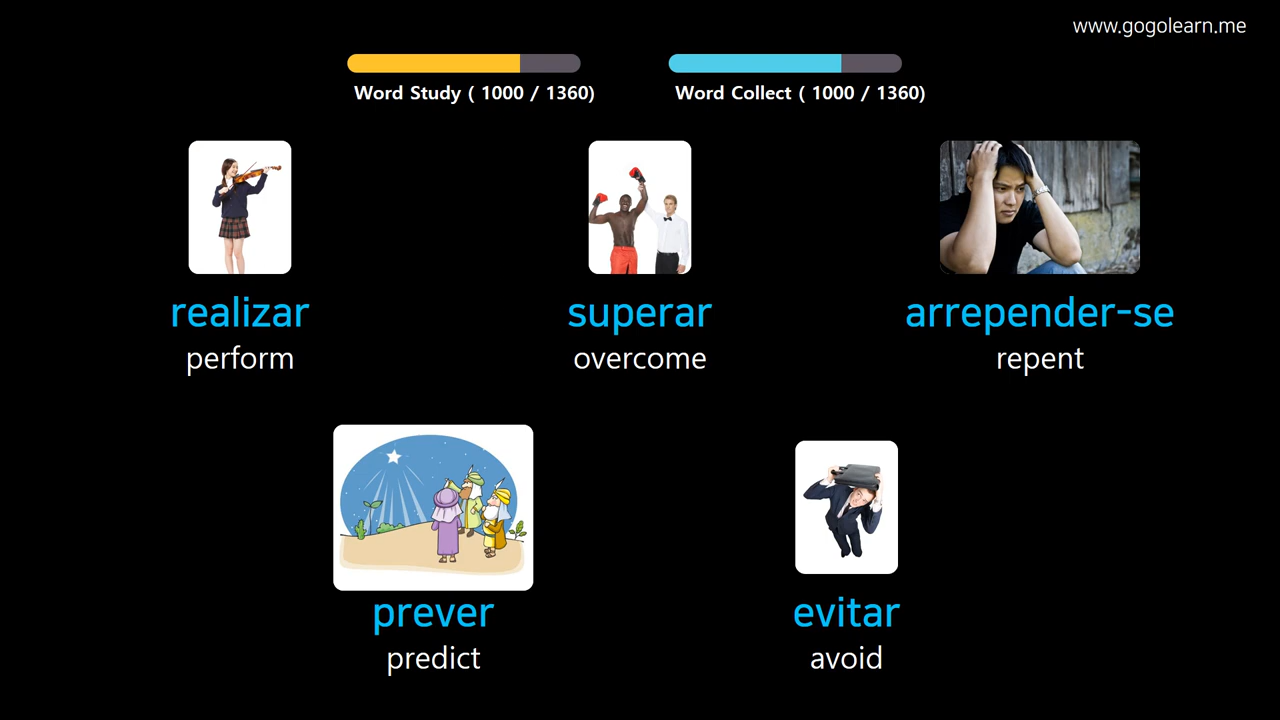 www.gogolearn.me
Word Study ( 1000 / 1360)
Word Collect ( 1000 / 1360)
realizar
perform
superar
overcome
arrepender-se
repent
prever
predict
evitar
avoid